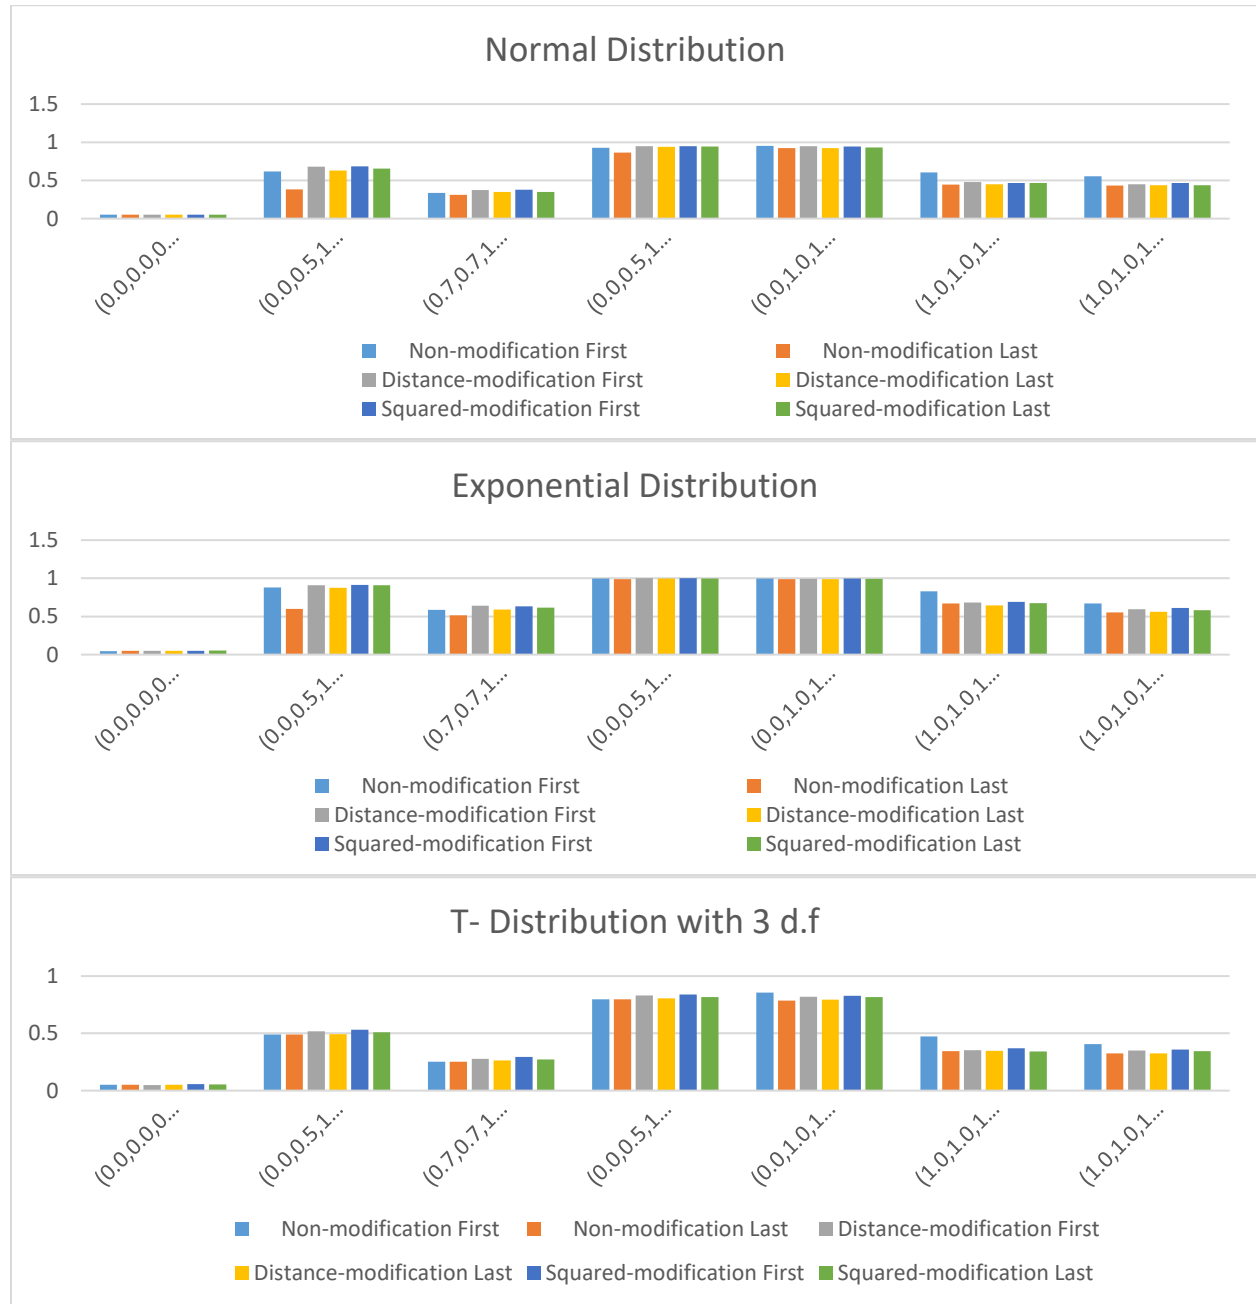 Normal Distribution
1.5
1
0.5
0
(0.0,0.0,0...
(0.0,0.5,1...
(0.7,0.7,1...
(0.0,0.5,1...
(0.0,1.0,1...
(1.0,1.0,1...
(1.0,1.0,1...
Non-modification First
Non-modification Last
Distance-modification First
Distance-modification Last
Squared-modification First
Squared-modification Last
Exponential Distribution
1.5
1
0.5
0
(0.0,0.0,0...
(0.0,0.5,1...
(0.7,0.7,1...
(0.0,0.5,1...
(0.0,1.0,1...
(1.0,1.0,1...
(1.0,1.0,1...
Non-modification First
Non-modification Last
Distance-modification First
Distance-modification Last
Squared-modification First
Squared-modification Last
T- Distribution with 3 d.f
1
0.5
0
(0.0,0.0,0...
(0.0,0.5,1...
(0.7,0.7,1...
(0.0,0.5,1...
(0.0,1.0,1...
(1.0,1.0,1...
(1.0,1.0,1...
Non-modification First
Non-modification Last
Distance-modification First
Distance-modification Last
Squared-modification First
Squared-modification Last